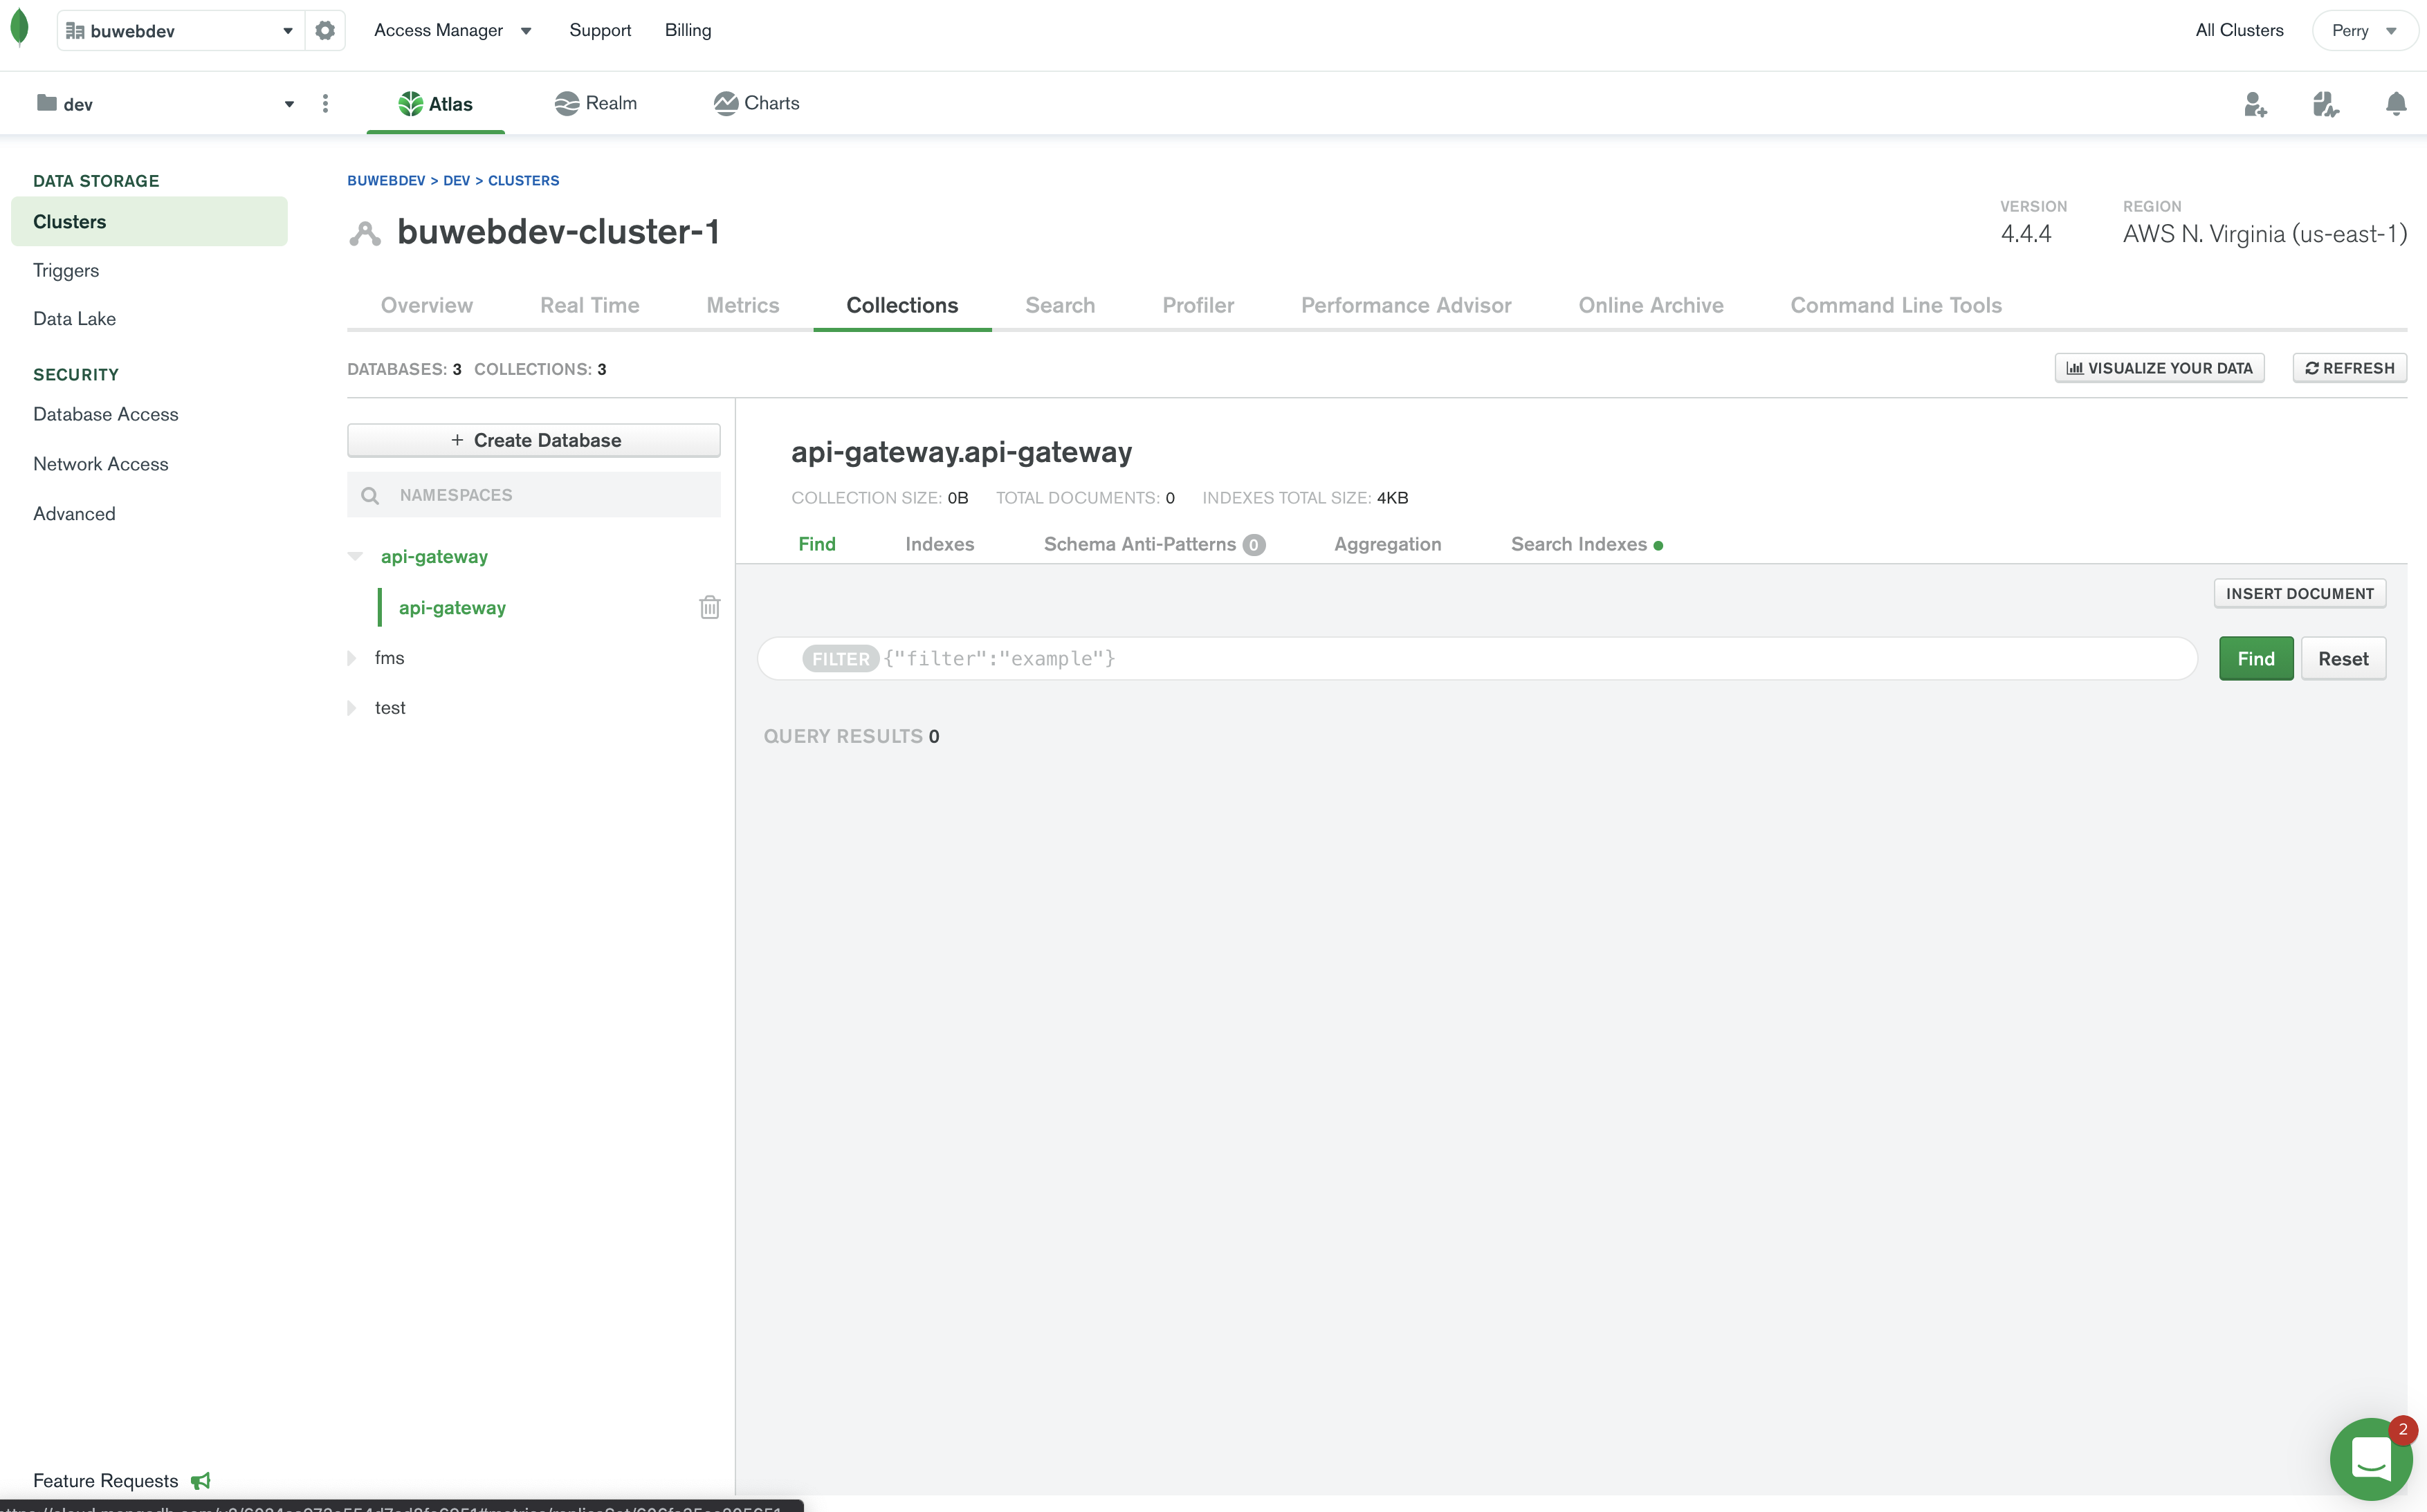 buwebdev
Access Manager
Support
Billing
All Clusters
Perry
dev
Atlas
Realm
Charts
DATA STORAGE
Clusters
Triggers
Data Lake
SECURITY
Database Access
Network Access
Advanced
Feature Requests
BUWEBDEV > DEV > CLUSTERS
buwebdev-cluster-1
VERSION
4.4.4
REGION
AWS N. Virginia (us-east-1)
Overview
Real Time
Metrics
Collections
Search
Profiler
Performance Advisor
Online Archive
Command Line Tools
DATABASES: 3 COLLECTIONS: 3
VISUALIZE YOUR DATA
REFRESH
+ Create Database
NAMESPACES
api-gateway
api-gateway
fms
test
api-gateway.api-gateway
COLLECTION SIZE: 0B TOTAL DOCUMENTS: 0 INDEXES TOTAL SIZE: 4KB
Find
Indexes
Schema Anti-Patterns 0
Aggregation
Search Indexes
INSERT DOCUMENT
FILTER {"filter":"example"}
Find
Reset
QUERY RESULTS 0
2